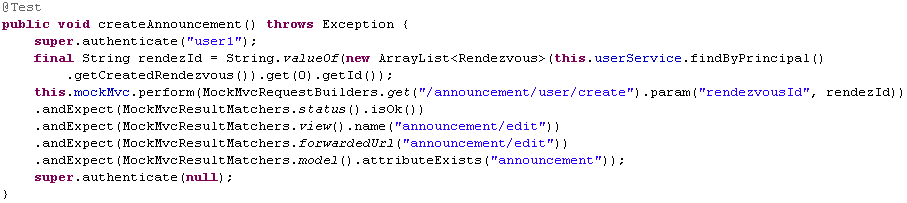 @Test
public void createAnnouncement() throws Exception {
    super.authenticate("user1");
    final String rendezId = String.valueOf(new ArrayList<Rendezvous>(this.userService.findByPrincipal()
        .getCreatedRendezvous()).get(0).getId());
    this.mockMvc.perform(MockMvcRequestBuilders.get("/announcement/user/create").param("rendezvousId", rendezId))
    .andExpect(MockMvcResultMatchers.status().isOk())
    .andExpect(MockMvcResultMatchers.view().name("announcement/edit"))
    .andExpect(MockMvcResultMatchers.forwardedUrl("announcement/edit"))
    .andExpect(MockMvcResultMatchers.model().attributeExists("announcement"));
    super.authenticate(null);
}